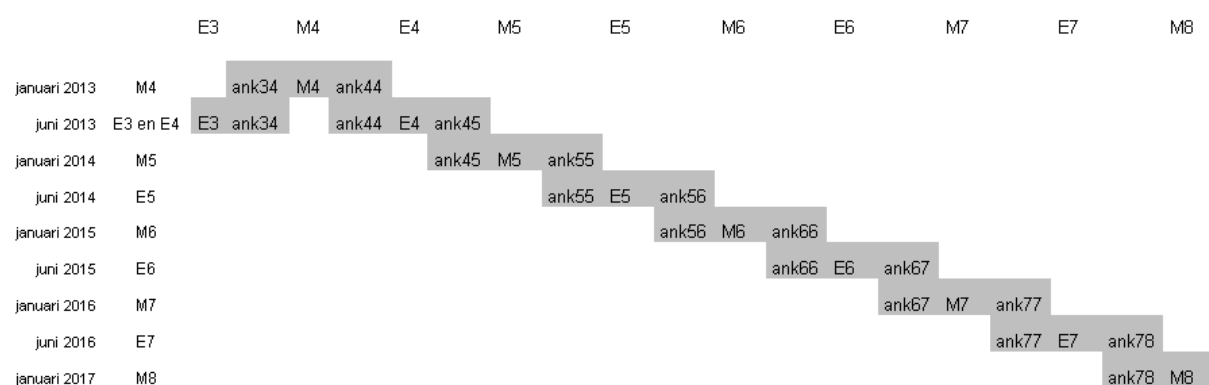 E3 M4 E4 M5 E5 M6 E6 M7 E7 M8
januari 2013 M4 ank34 M4 ank44
juni 2013 E3 en E4 E3 ank34 ank44 E4 ank45
januari 2014 M5 ank45 M5 ank55
juni 2014 E5 ank55 E5 ank56
januari 2015 M6 ank56 M6 ank66
juni 2015 E6 ank66 E6 ank67
januari 2016 M7 ank67 M7 ank77
juni 2016 E7 ank77 E7 ank78
januari 2017 M8 ank78 M8